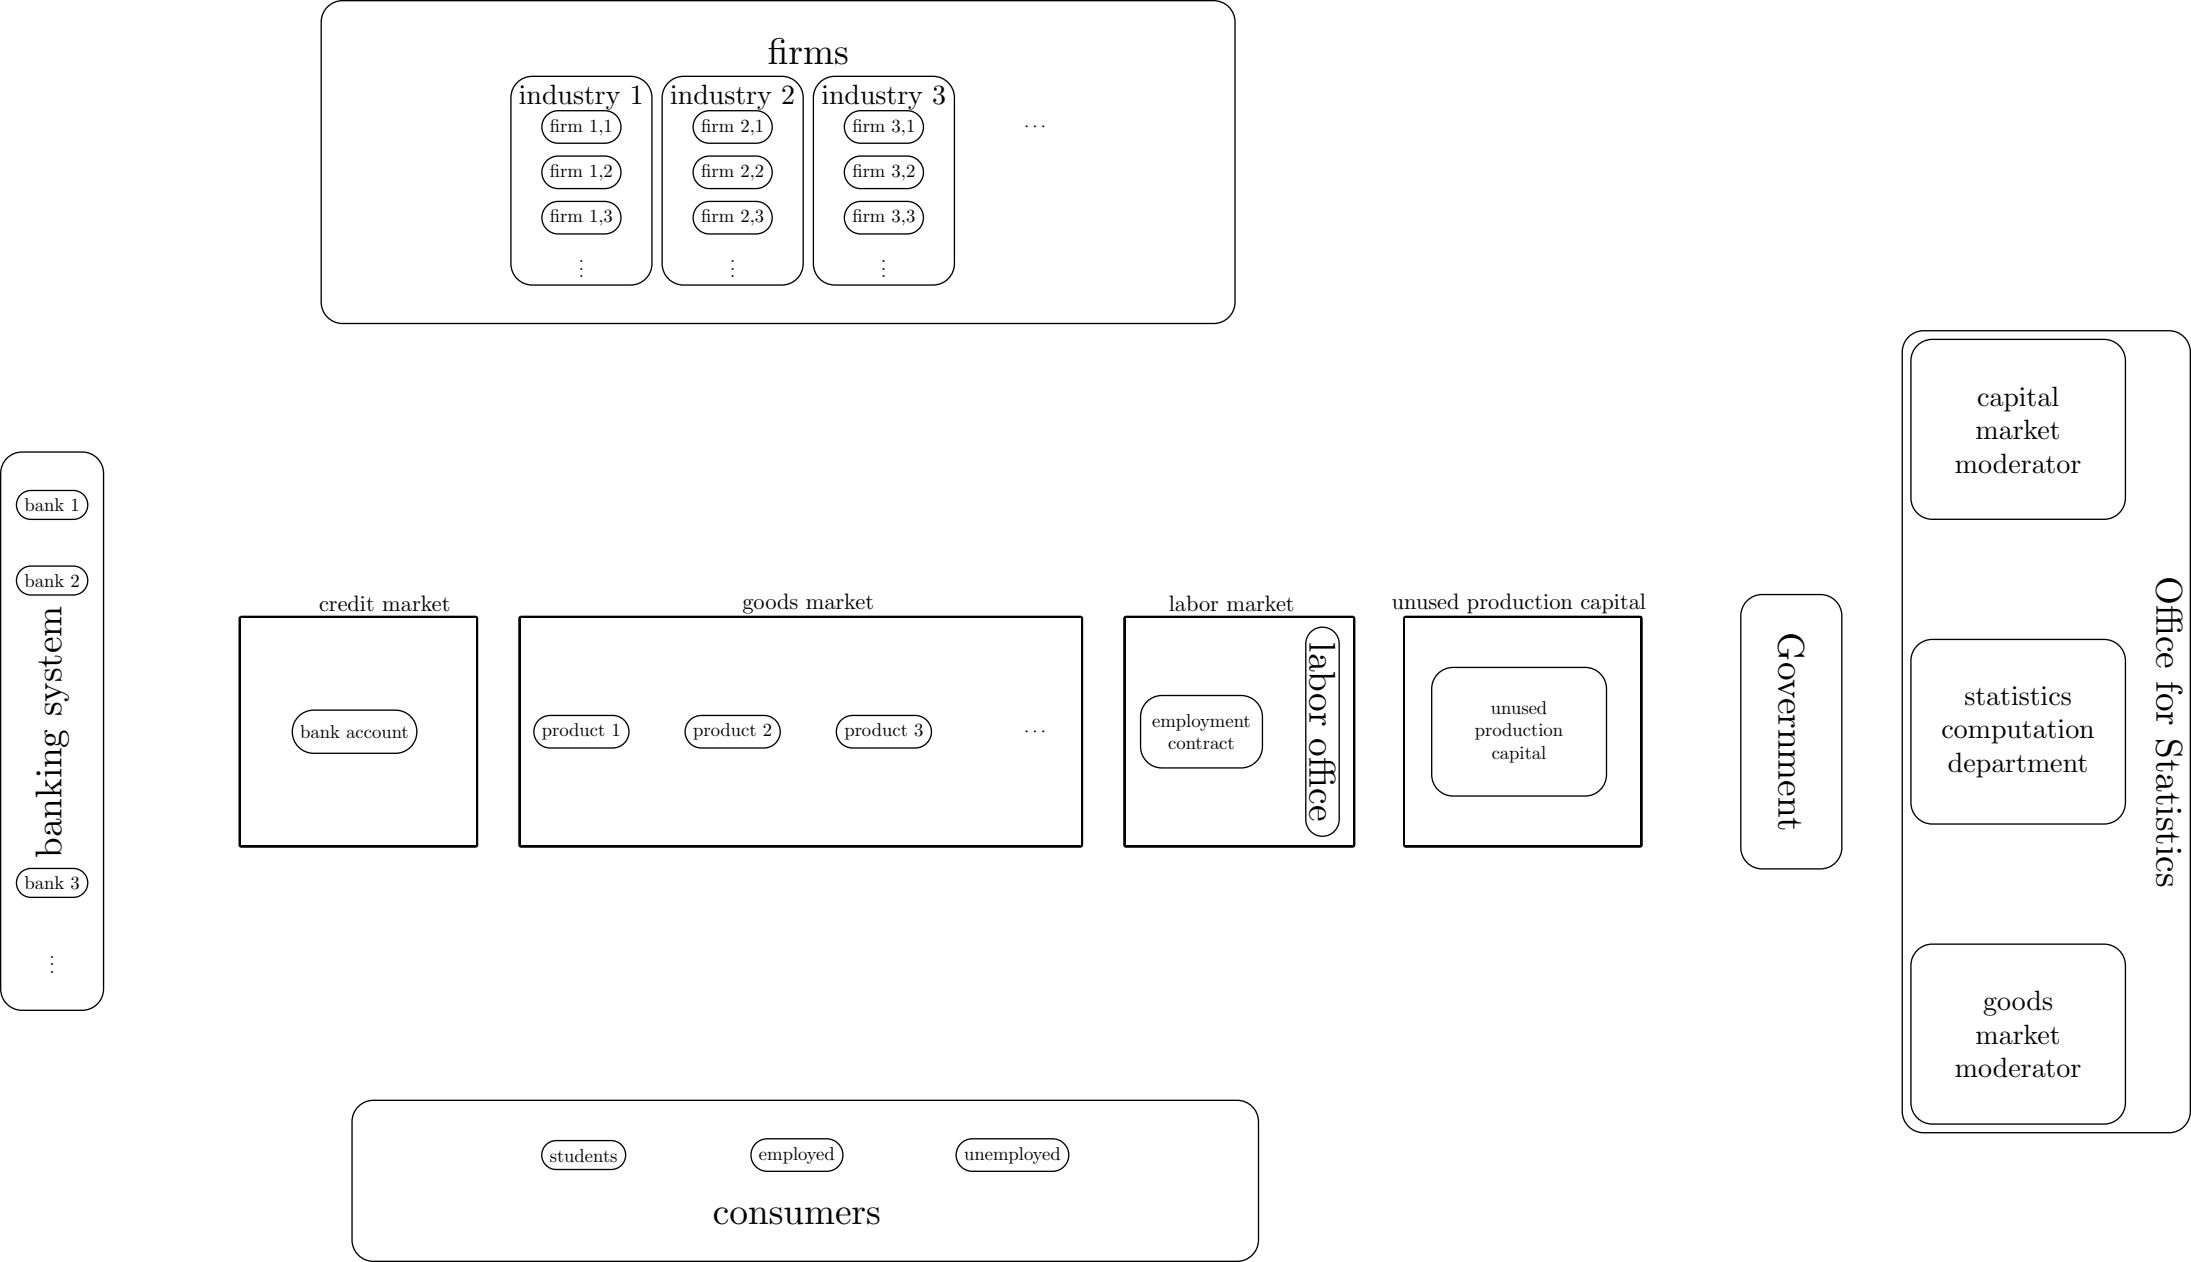 firms
industry 1
industry 2
industry 3
firm 1,1
firm 2,1
firm 3,1
...
firm 1,2
firm 2,2
firm 3,2
firm 1,3
firm 2,3
firm 3,3
⋮
⋮
⋮
bank 1
bank 2
banking system
bank 3
⋮
credit market
bank account
goods market
product 1
product 2
product 3
...
labor market
employment
contract
labor office
unused production capital
unused
production
capital
Government
capital
market
moderator
statistics
computation
department
goods
market
moderator
Office for Statistics
students
employed
unemployed
consumers